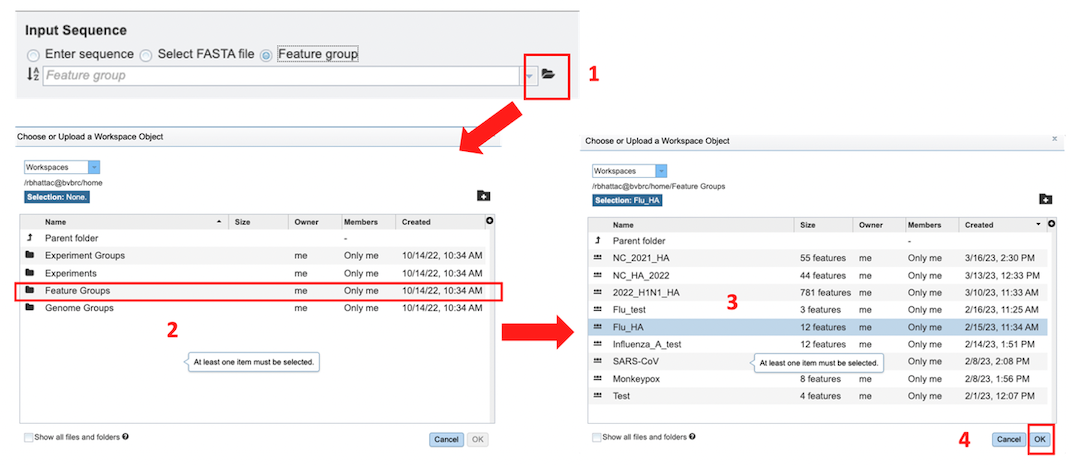 Input Sequence
Enter sequence Select FASTA file Feature group
Feature group
1
Choose or Upload a Workspace Object
Workspaces
/rbhattac@bvbrc/home
Selection: None.
Name Size Owner Members Created
Parent folder -
Experiment Groups me Only me 10/14/22, 10:34 AM
Experiments me Only me 10/14/22, 10:34 AM
Feature Groups me Only me 10/14/22, 10:34 AM
Genome Groups me Only me 10/14/22, 10:34 AM
2
At least one item must be selected.
Show all files and folders
Cancel OK
Choose or Upload a Workspace Object x
Workspaces
/rbhattac@bvbrc/home/Feature Groups
Selection: Flu_HA
Name Size Owner Members Created
Parent folder -
NC_2021_HA 55 features me Only me 3/16/23, 2:30 PM
NC_HA_2022 44 features me Only me 3/13/23, 12:33 PM
2022_H1N1_HA 781 features me Only me 3/10/23, 11:33 AM
Flu_test 3 features me Only me 2/16/23, 11:25 AM
3
Flu_HA 12 features me Only me 2/15/23, 11:34 AM
Influenza_A_test 12 features me Only me 2/14/23, 1:51 PM
SARS-CoV Only me 2/8/23, 2:08 PM
At least one item must be selected.
Monkeypox 8 features me Only me 2/8/23, 1:56 PM
Test 4 features me Only me 2/1/23, 12:07 PM
Show all files and folders
4
Cancel OK